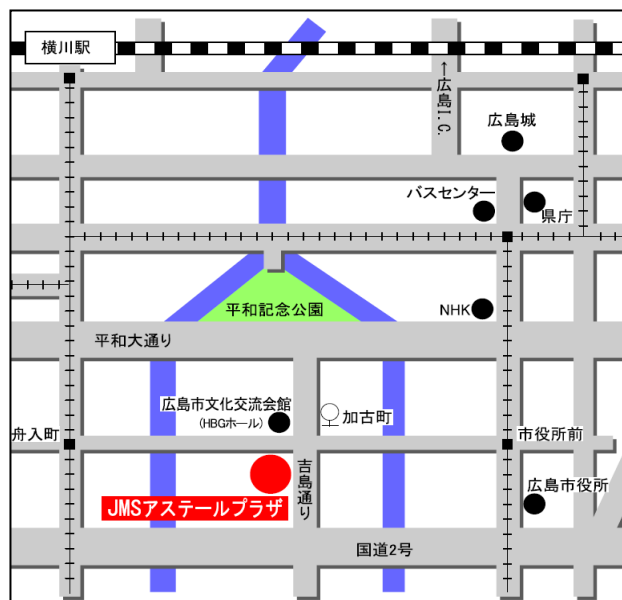 横川駅
←広島I.C.
広島城
バスセンター
県庁
平和記念公園
NHK
平和大通り
広島市文化交流会館
(HBGホール)
加古町
舟入町
市役所前
JMSアステールプラザ
吉島通り
広島市役所
国道2号